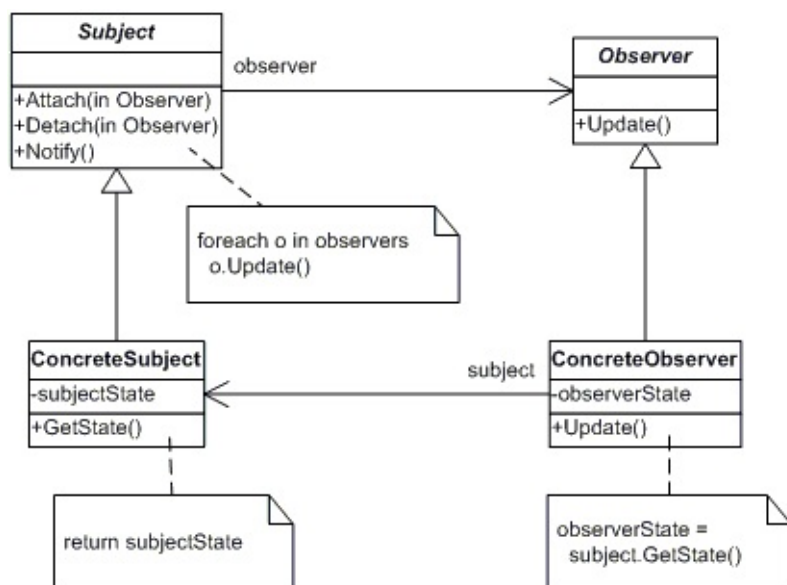 Subject
+Attach(in Observer)
+Detach(in Observer)
+Notify()
observer
Observer
+Update()
foreach o in observers
o.Update()
ConcreteSubject
-subjectState
+GetState()
subject
ConcreteObserver
-observerState
+Update()
return subjectState
observerState =
subject.GetState()